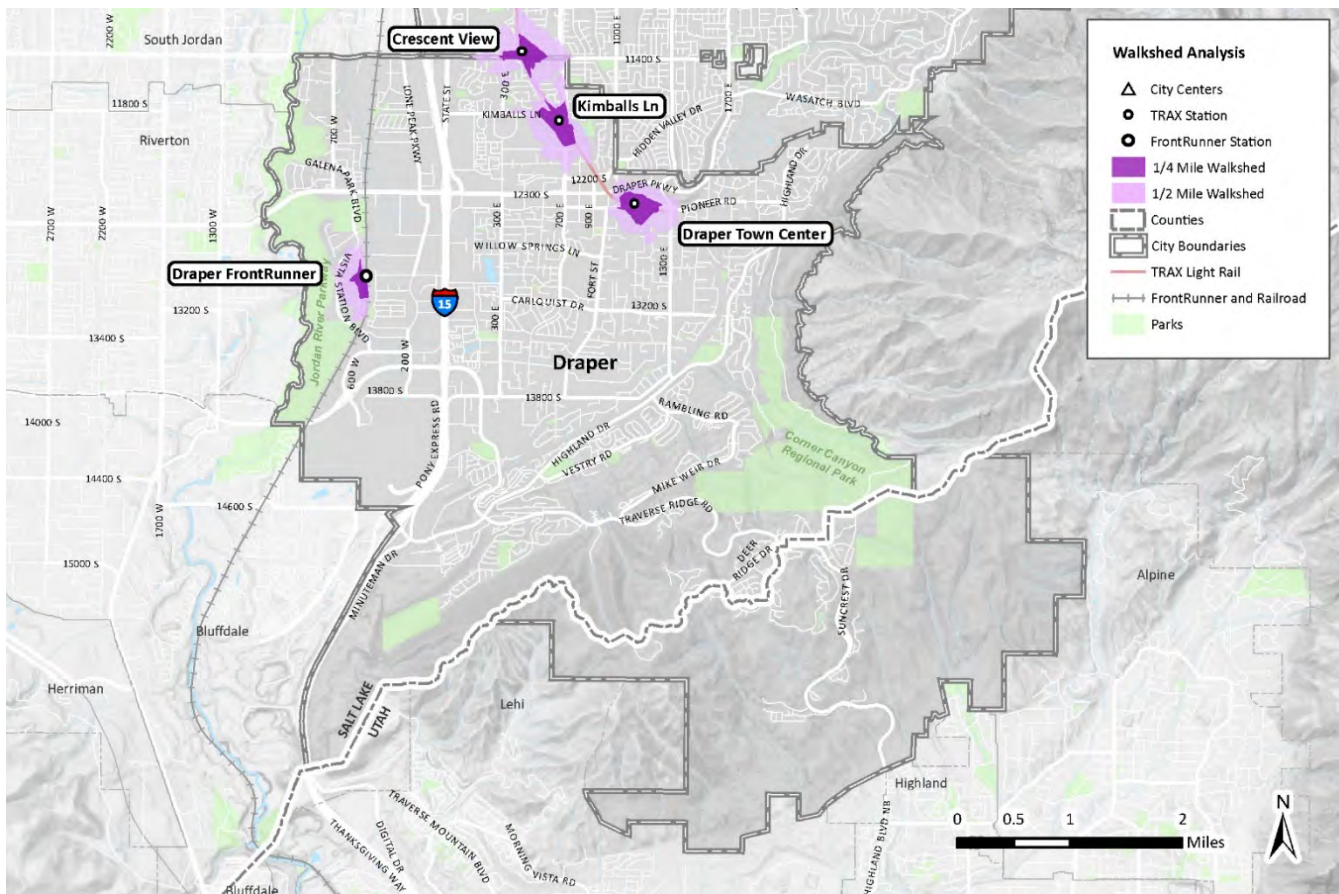 2200 W
South Jordan
Crescent View
1000 E
11400 S
300 E
1700 E
WASATCH BLVD
11800 S
Riverton
700 W
LONE PEAK PKWY
STATE ST
KIMBALLS LN
Kimballs Ln
HIDDEN VALLEY DR
HIGHLAND DR
GALENA PARK BLVD
12200 S
DRAPER PKWY
12300 S
PIONEER RD
2700 W
2200 W
1300 W
300 E
700 E
900 E
Draper Town Center
WILLOW SPRINGS LN
1300 E
FORT ST
Draper FrontRunner
VISTA STATION BLVD
Jordan River Parkway
15
CARLQUIST DR
13200 S
13200 S
300 E
13400 S
600 W
200 W
Draper
13800 S
13800 S
14000 S
RAMBLING RD
HIGHLAND DR
VESTRY RD
Corner Canyon
Regional Park
MIKE WEIR DR
PONY EXPRESS RD
14400 S
14600 S
1700 W
TRAVERSE RIDGE RD
15000 S
MINUTEMAN DR
DEER
RIDGE DR
SUNCREST DR
Alpine
Bluffdale
Herriman
SALT LAKE
UTAH
Lehi
Highland
HIGHLAND BLVD NB
TRAVERSE MOUNTAIN BLVD
THANKSGIVING WAY
DIGITAL DR
MORNING VISTA RD
Bluffdale
Walkshed Analysis
City Centers
TRAX Station
FrontRunner Station
1/4 Mile Walkshed
1/2 Mile Walkshed
Counties
City Boundaries
TRAX Light Rail
FrontRunner and Railroad
Parks
0 0.5 1 2
Miles
N